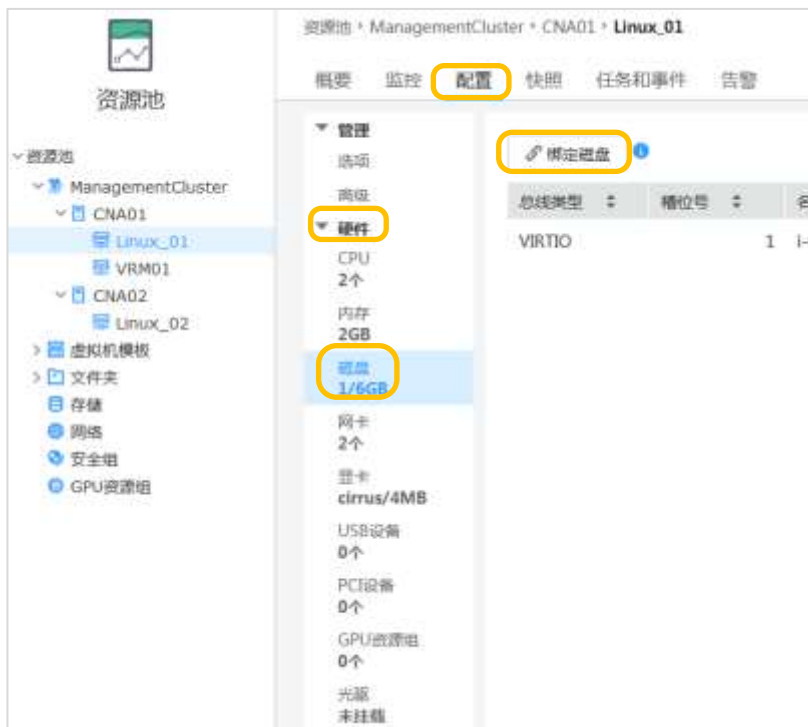 资源池
资源池
ManagementCluster
CNA01
Linux_01
VRM01
CNA02
Linux_02
虚拟机模板
文件夹
存储
网络
安全组
GPU资源组
资源池 ManagementCluster CNA01 Linux_01
概要 监控 配置 快照 任务和事件 告警
管理
选项
高级
硬件
CPU
2个
内存
2GB
磁盘
1/6GB
网卡
2个
显卡
cirrus/4MB
USB设备
0个
PCI设备
0个
GPU资源组
0个
光驱
未挂载
绑定磁盘
总线类型 槽位号 名
VIRTIO 1 i-